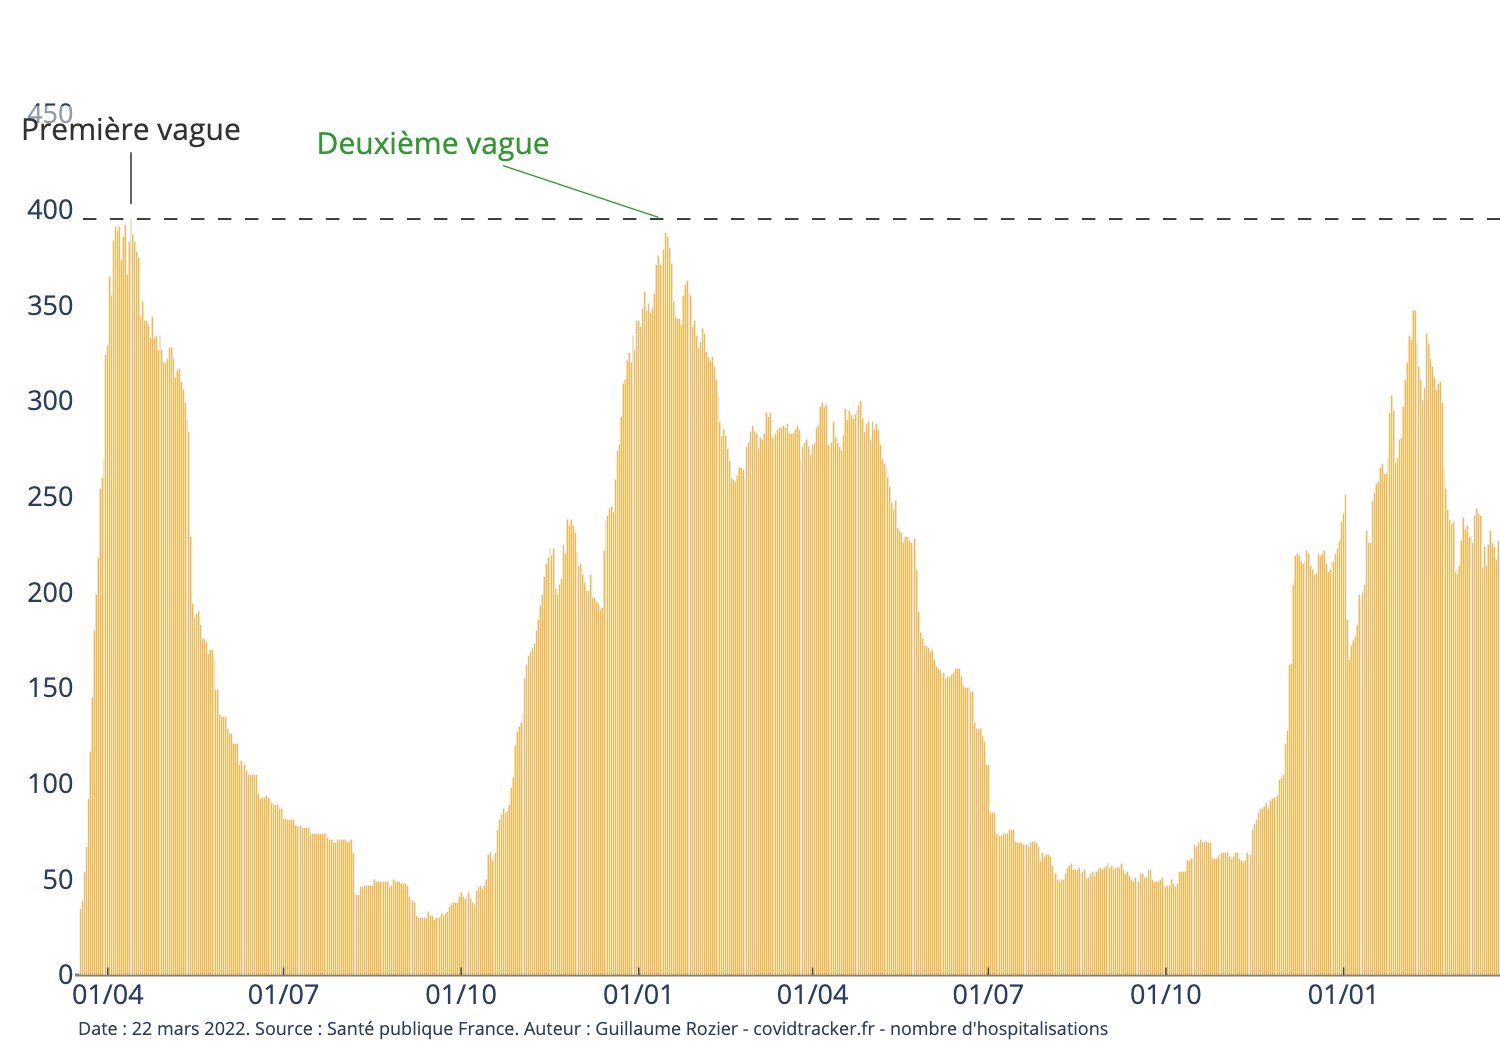 450
Première vague
Deuxième vague
400
350
300
250
200
150
100
50
0
01/04 01/07 01/10 01/01 01/04 01/07 01/10 01/01
Date : 22 mars 2022. Source : Santé publique France. Auteur : Guillaume Rozier - covidtracker.fr - nombre d'hospitalisations